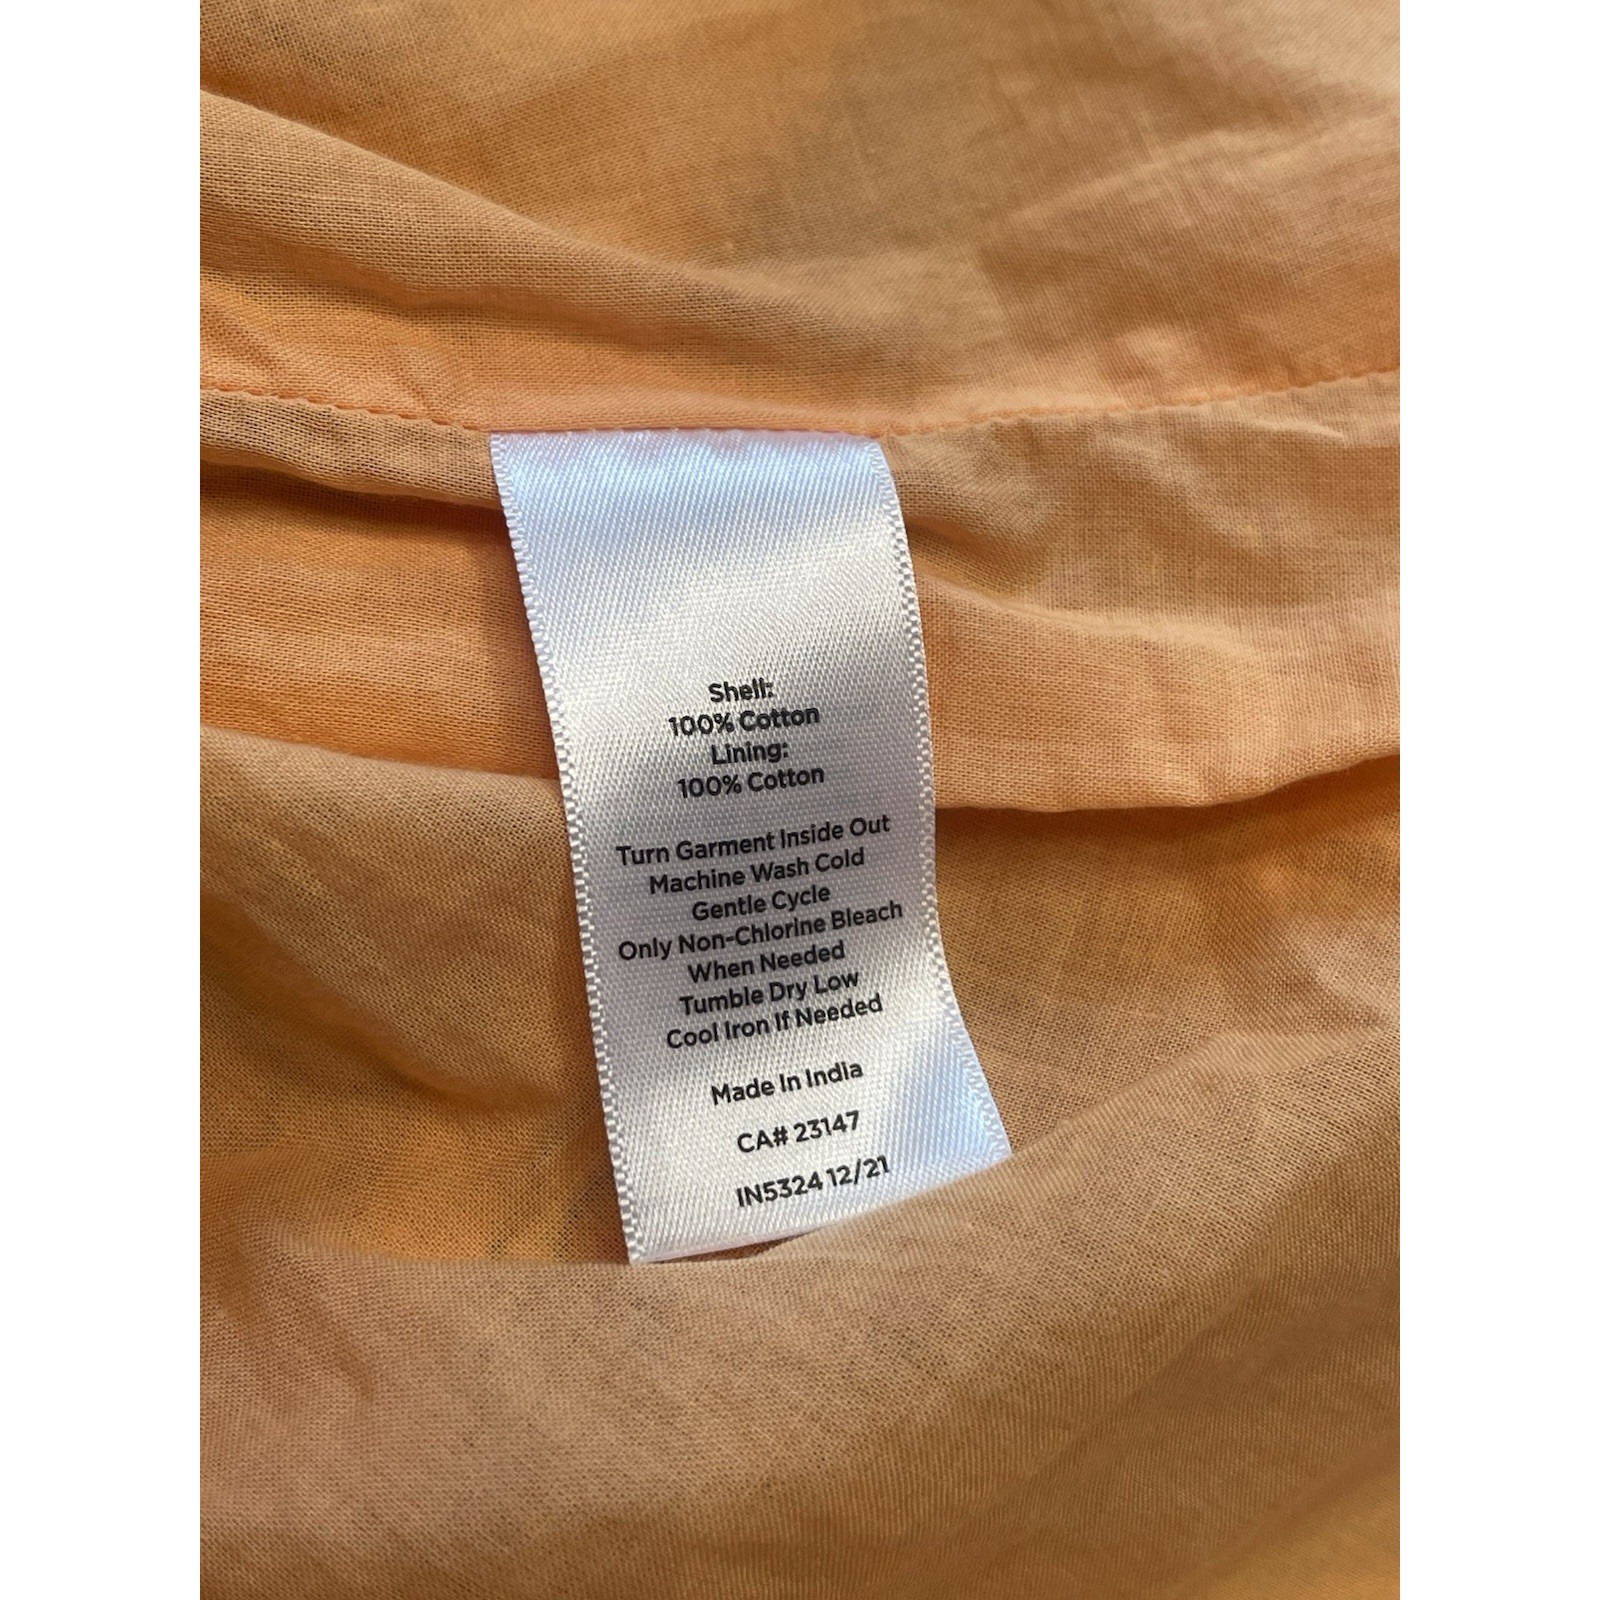 Shell:
100% Cotton
Lining:
100% Cotton
Turn Garment Inside Out
Machine Wash Cold
Gentle Cycle
Only Non-Chlorine Bleach
When Needed
Tumble Dry Low
Cool Iron If Needed
Made In India
CA# 23147
IN5324 12/21